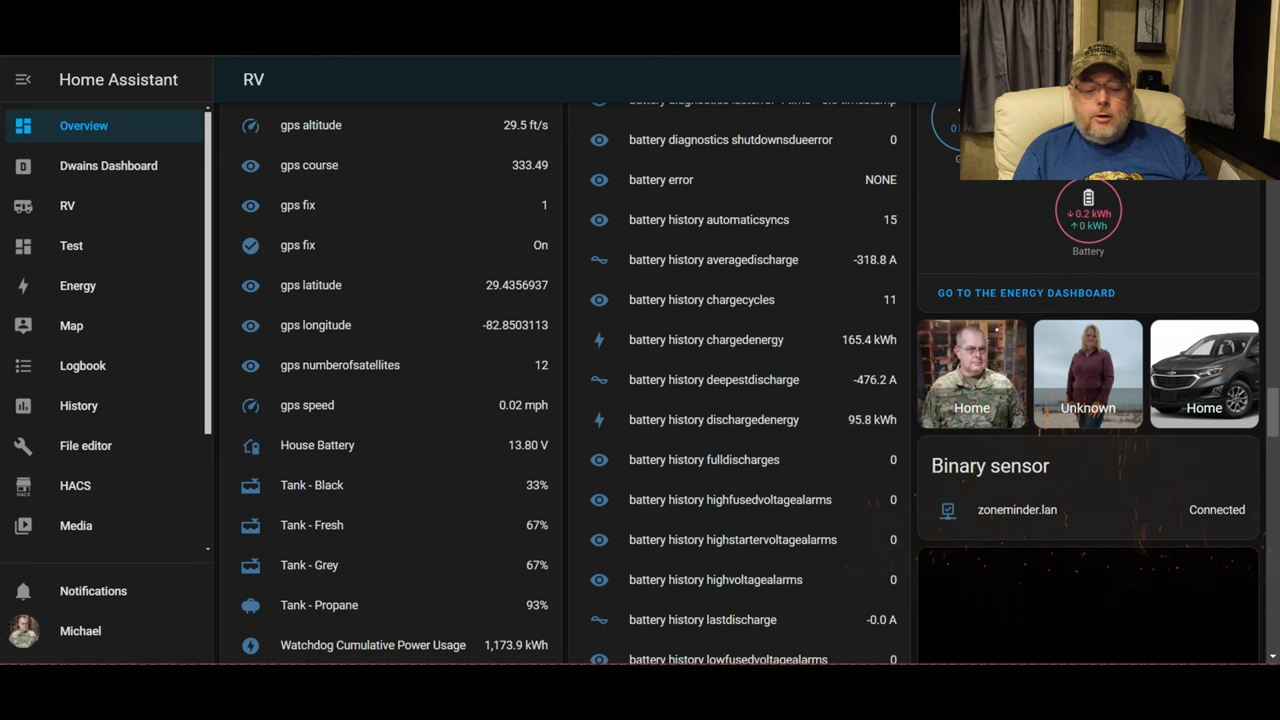 Home Assistant
RV
Overview
Dwains Dashboard
RV
Test
Energy
Map
Logbook
History
File editor
HACS
HACS
Media
Notifications
Michael
gps altitude 29.5 ft/s
gps course 333.49
gps fix 1
gps fix On
gps latitude 29.4356937
gps longitude -82.8503113
gps numberofsatellites 12
gps speed 0.02 mph
House Battery 13.80 V
Tank - Black 33%
Tank - Fresh 67%
Tank - Grey 67%
Tank - Propane 93%
Watchdog Cumulative Power Usage 1,173.9 kWh
battery diagnostics shutdownsdueerror 0
battery error NONE
battery history automaticsyncs 15
battery history averagedischarge -318.8 A
battery history chargecycles 11
battery history chargedenergy 165.4 kWh
battery history deepestdischarge -476.2 A
battery history dischargedenergy 95.8 kWh
battery history fulldischarges 0
battery history highfusedvoltagealarms 0
battery history highstartervoltagealarms 0
battery history highvoltagealarms 0
battery history lastdischarge -0.0 A
battery history lowfusedvoltagealarms 0
↓ 0.2 kWh
↑ 0 kWh
Battery
GO TO THE ENERGY DASHBOARD
Home
Unknown
Home
Binary sensor
zoneminder.lan Connected